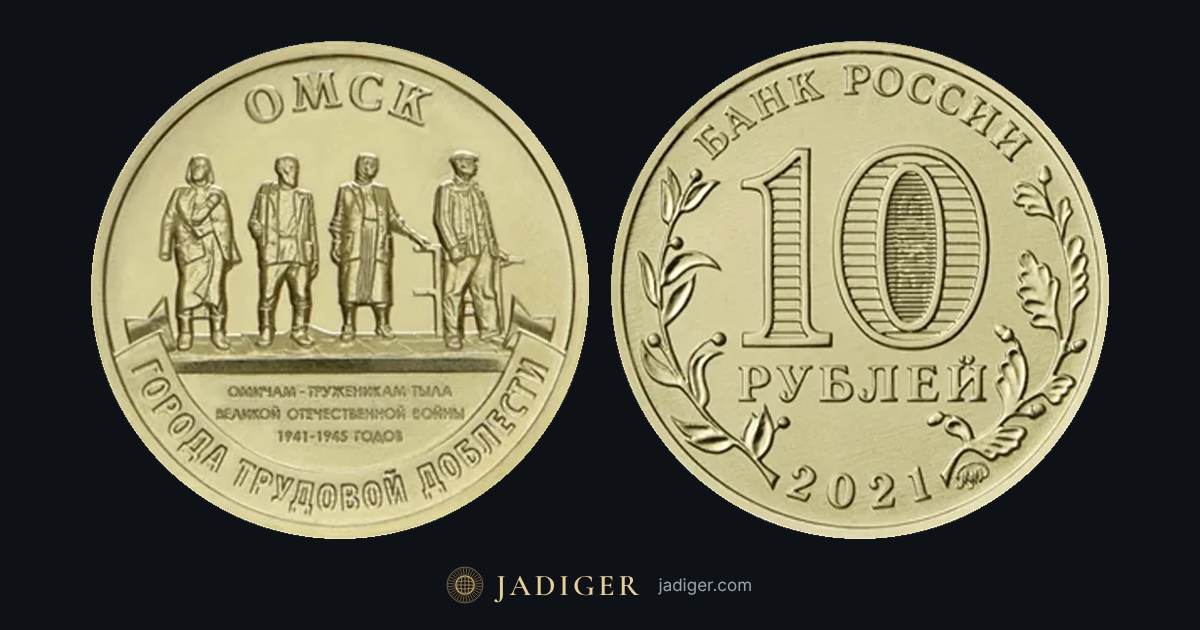 ОМСК
ОМИЧАМ-ТРУЖЕНИКАМ ТЫЛА
ВЕЛИКОЙ ОТЕЧЕСТВЕННОЙ ВОЙНЫ
1941-1945 ГОДОВ
ГОРОДА ТРУДОВОЙ ДОБЛЕСТИ
БАНК РОССИИ
10
РУБЛЕЙ
2021
ММД
JADIGER jadiger.com